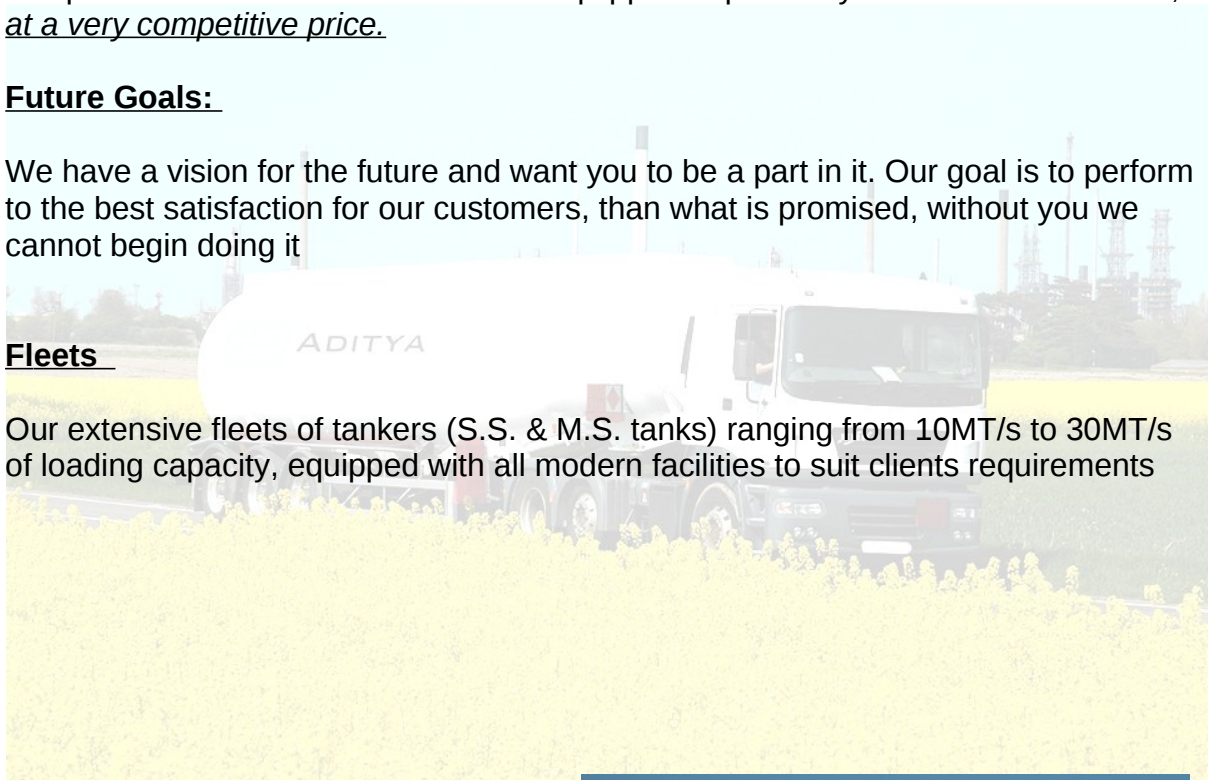 at a very competitive price.
Future Goals:
We have a vision for the future and want you to be a part in it. Our goal is to perform
to the best satisfaction for our customers, than what is promised, without you we
cannot begin doing it
ADITYA
Fleets
Our extensive fleets of tankers (S.S. & M.S. tanks) ranging from 10MT/s to 30MT/s
of loading capacity, equipped with all modern facilities to suit clients requirements